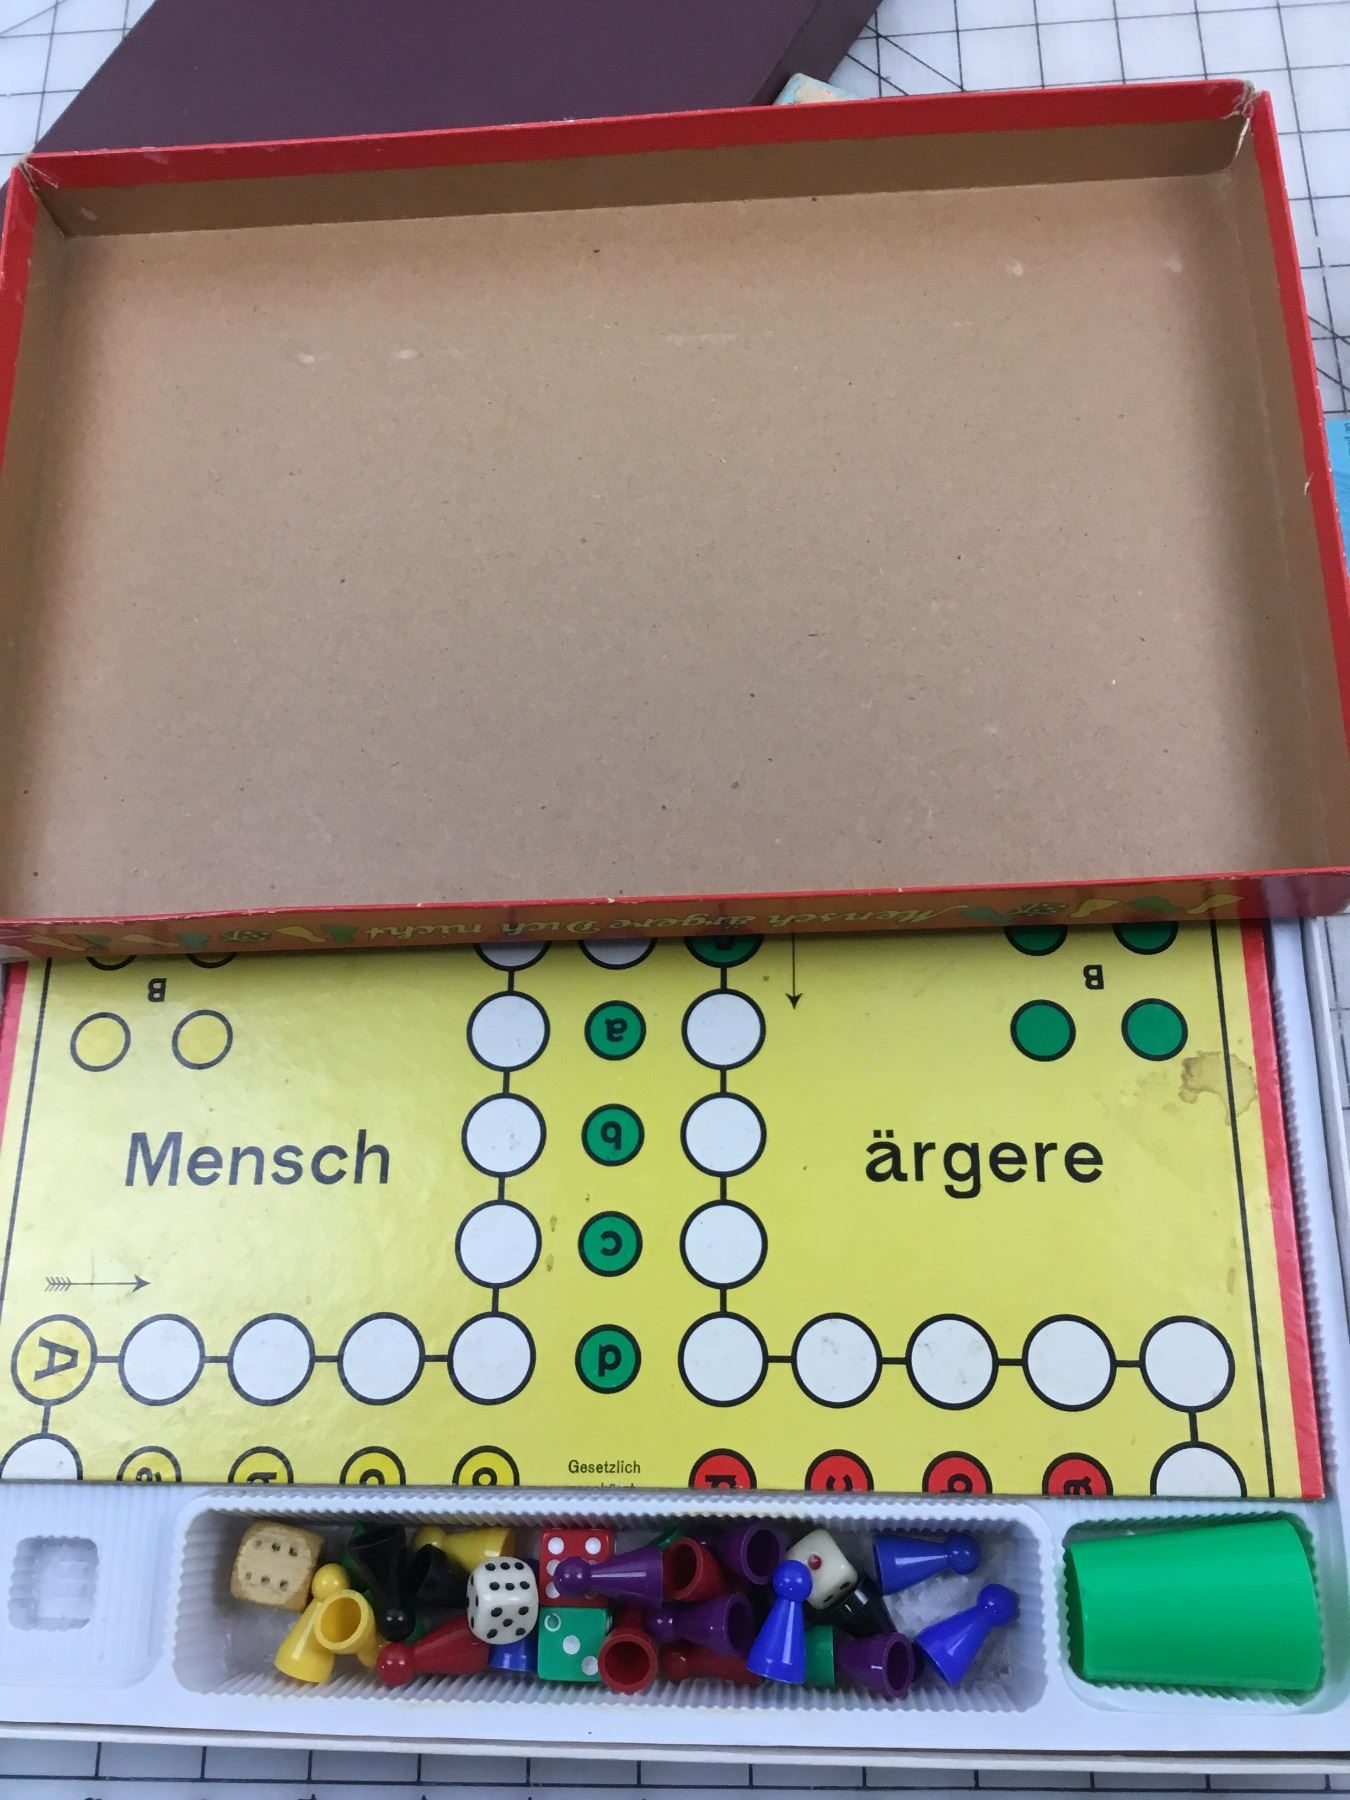 Mensch ärgere Dich nicht
B
B
a
Mensch
b
ärgere
c
A
d
Gesetzlich